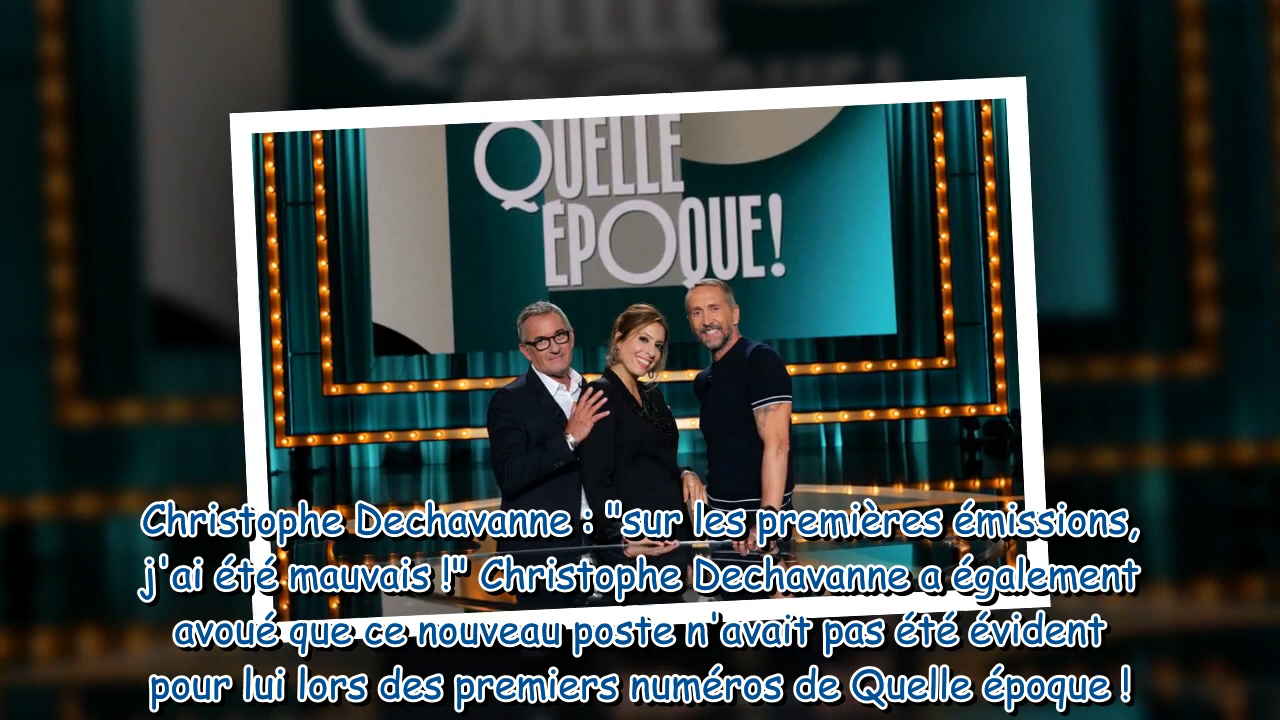 QUELLE
ÉPOQUE!
Christophe Dechavanne : "sur les premières émissions,
j'ai été mauvais !" Christophe Dechavanne a également
avoué que ce nouveau poste n'avait pas été évident
pour lui lors des premiers numéros de Quelle époque !